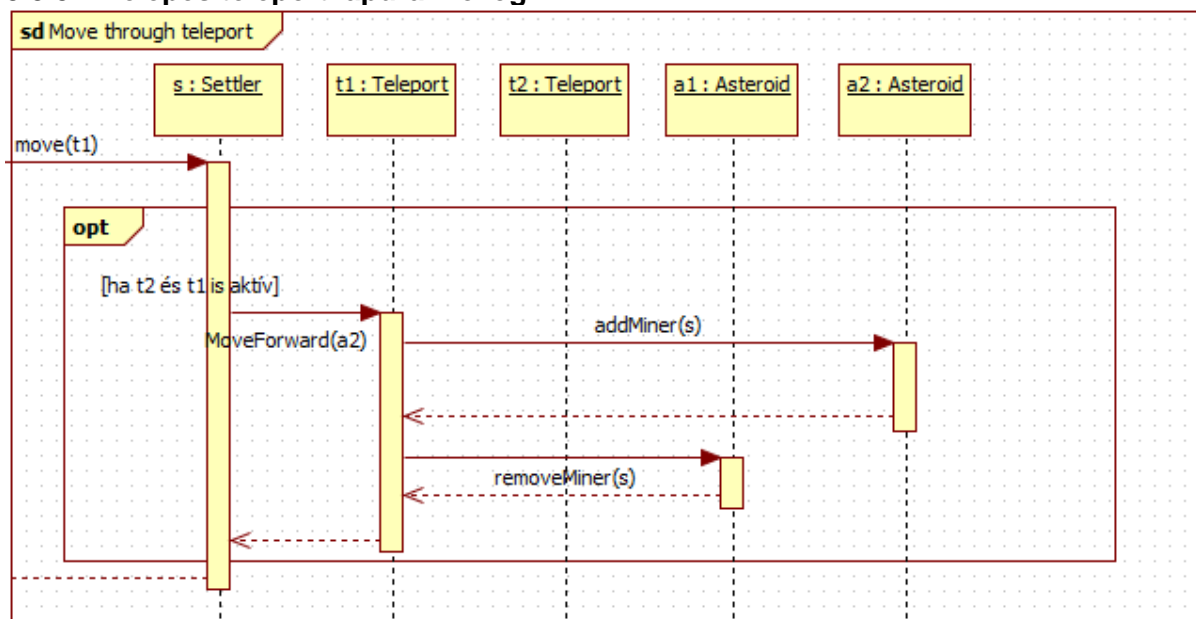 sd Move through teleport
s : Settler
t1 : Teleport
t2 : Teleport
a1 : Asteroid
a2 : Asteroid
move(t1)
opt
[ha t2 és t1 is aktív]
MoveForward(a2)
addMiner(s)
removeMiner(s)